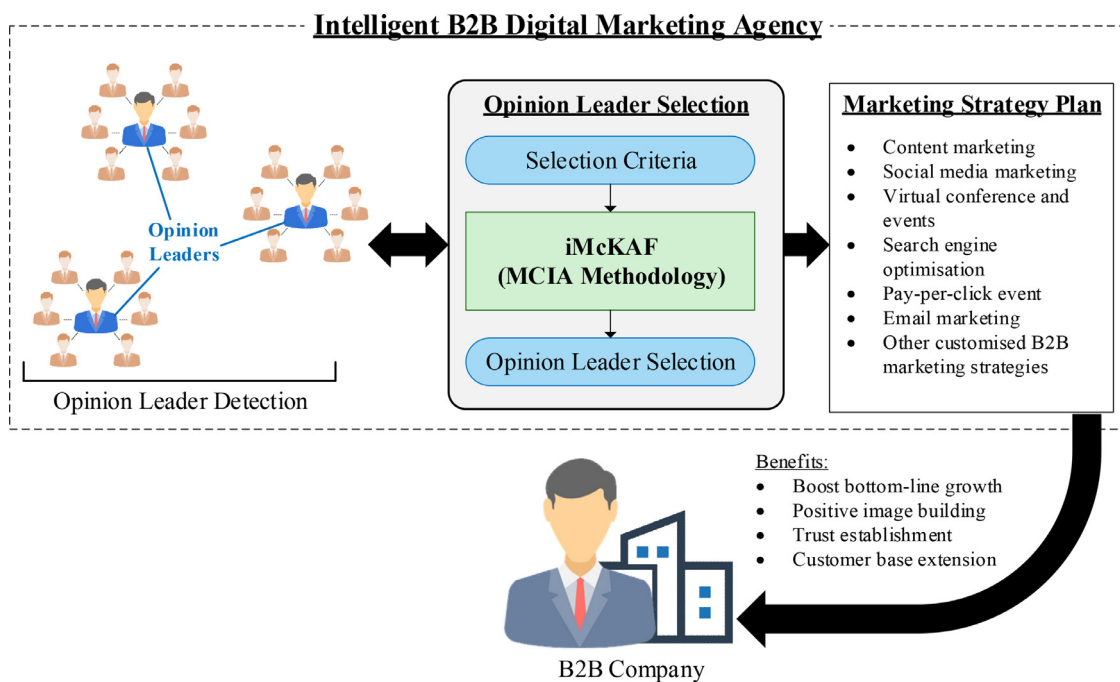 Intelligent B2B Digital Marketing Agency
Opinion
Leaders
Opinion Leader Detection
Opinion Leader Selection
Selection Criteria
iMcKAF
(MCIA Methodology)
Opinion Leader Selection
Marketing Strategy Plan
• Content marketing
• Social media marketing
• Virtual conference and
events
• Search engine
optimisation
• Pay-per-click event
• Email marketing
• Other customised B2B
marketing strategies
Benefits:
• Boost bottom-line growth
• Positive image building
• Trust establishment
• Customer base extension
B2B Company